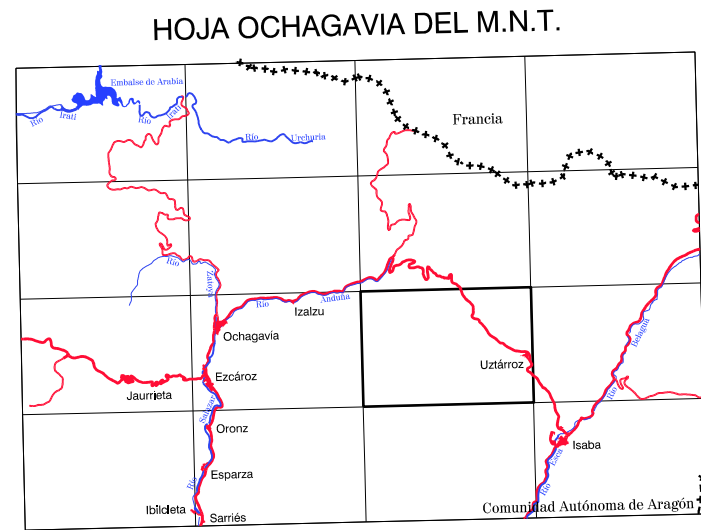 HOJA OCHAGAVIA DEL M.N.T.
Embalse de Arabia
Río
Irati
Río
Irati
Río
Urchuria
Francia
Río
Zatoya
Río
Anduña
Izalzu
Ochagavía
Uztárroz
Belagua
Ezcároz
Jaurrieta
Salazar
Río
Oronz
Isaba
Esca
Esparza
Río
Río
Ibilcieta
Sarriés
Comunidad Autónoma de Aragón